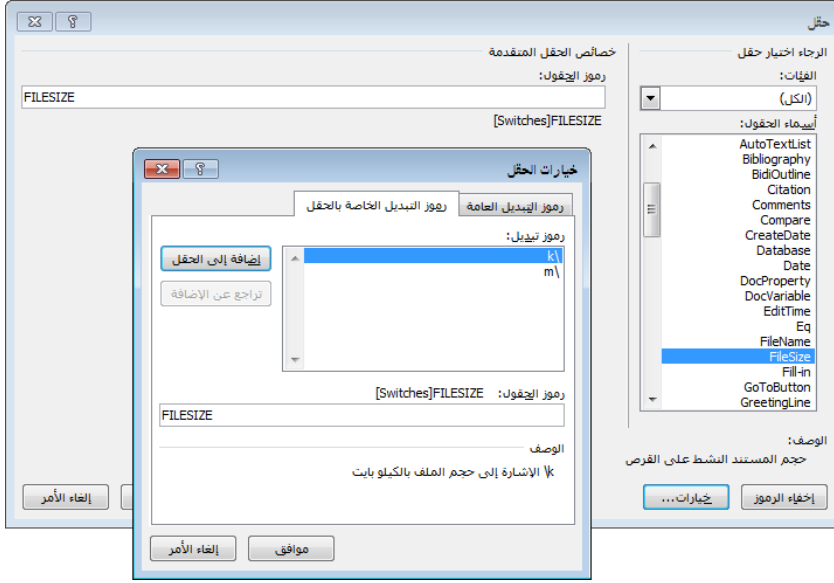 حقل
الرجاء اختيار حقل
الفئات:
(الكل)
أسماء الحقول:
AutoTextList
Bibliography
BidiOutline
Citation
Comments
Compare
CreateDate
Database
Date
DocProperty
DocVariable
EditTime
Eq
FileName
FileSize
Fill-in
GoToButton
GreetingLine
الوصف:
حجم المستند النشط على القرص
إخفاء الرموز
خيارات...
خصائص الحقل المتقدمة
رموز الحقول:
FILESIZE
[Switches]FILESIZE
إلغاء الأمر
خيارات الحقل
رموز التبديل العامة
رموز التبديل الخاصة بالحقل
رموز تبديل:
k\
m\
إضافة إلى الحقل
تراجع عن الإضافة
رموز الحقول: [Switches]FILESIZE
FILESIZE
الوصف
\k الإشارة إلى حجم الملف بالكيلو بايت
موافق
إلغاء الأمر